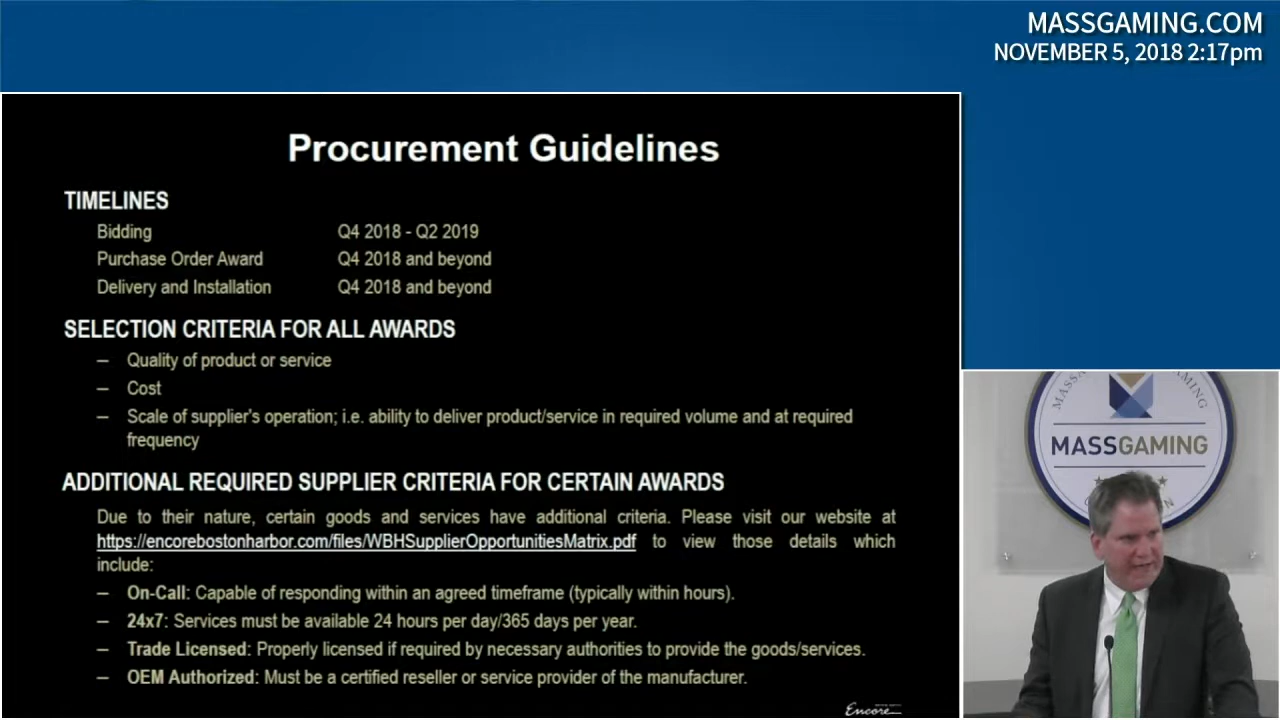 MASSGAMING.COM
NOVEMBER 5, 2018 2:17pm
Procurement Guidelines
TIMELINES
Bidding Q4 2018 - Q2 2019
Purchase Order Award Q4 2018 and beyond
Delivery and Installation Q4 2018 and beyond
SELECTION CRITERIA FOR ALL AWARDS
– Quality of product or service
– Cost
– Scale of supplier's operation; i.e. ability to deliver product/service in required volume and at required
frequency
ADDITIONAL REQUIRED SUPPLIER CRITERIA FOR CERTAIN AWARDS
Due to their nature, certain goods and services have additional criteria. Please visit our website at
https://encorebostonharbor.com/files/WBHSupplierOpportunitiesMatrix.pdf to view those details which
include:
– On-Call: Capable of responding within an agreed timeframe (typically within hours).
– 24x7: Services must be available 24 hours per day/365 days per year.
– Trade Licensed: Properly licensed if required by necessary authorities to provide the goods/services.
– OEM Authorized: Must be a certified reseller or service provider of the manufacturer.
Encore
MASSGAMING